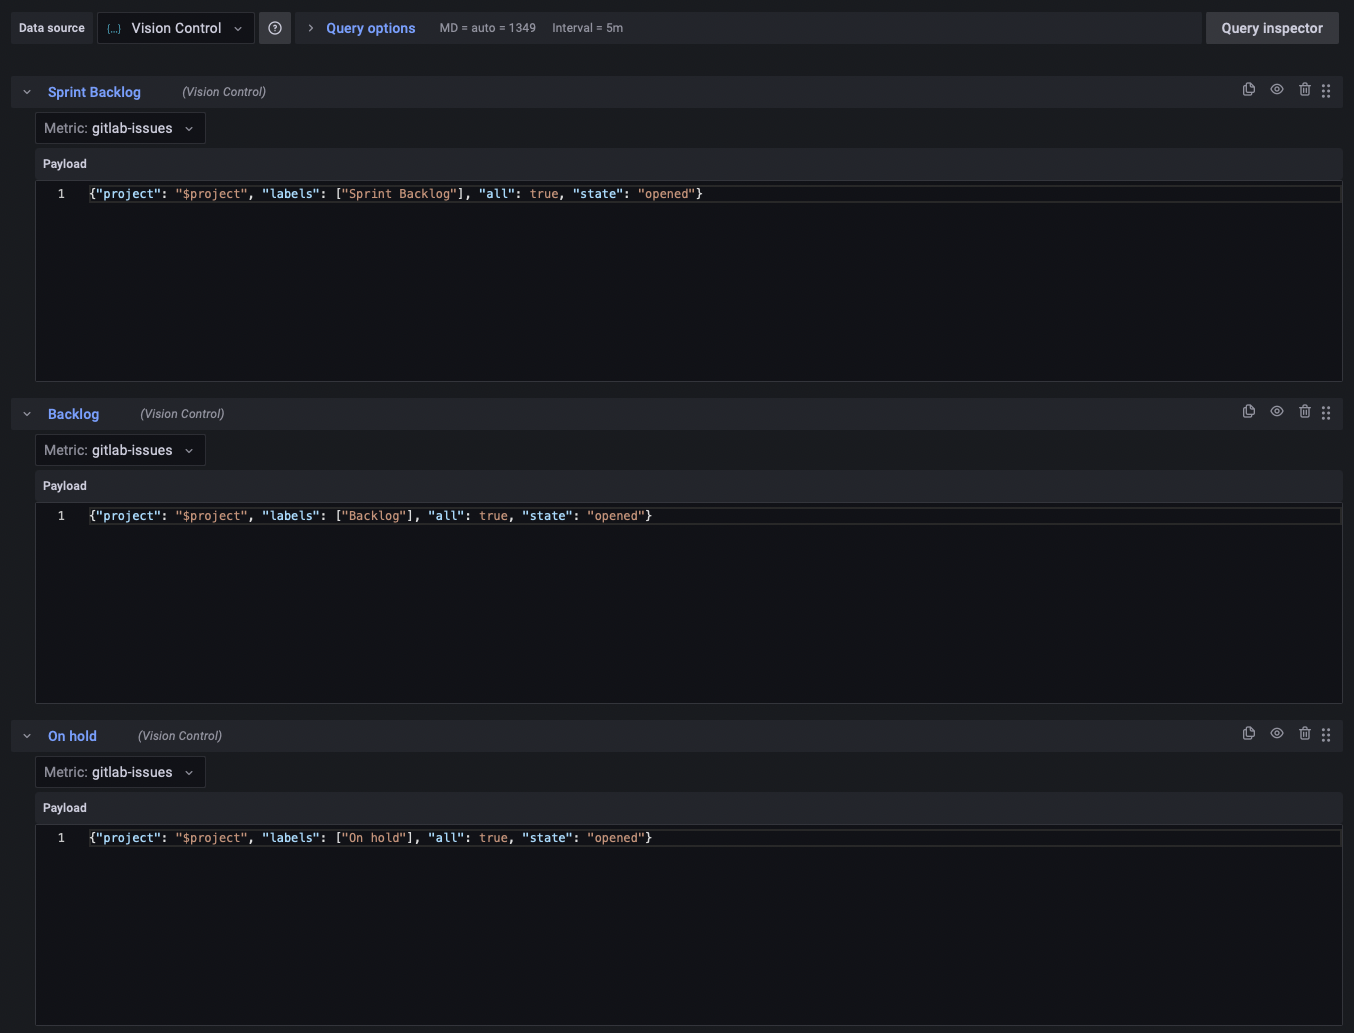 Data source {...} Vision Control Query options MD = auto = 1349 Interval = 5m Query inspector
Sprint Backlog (Vision Control)
Metric: gitlab-issues
Payload
1 {"project": "$project", "labels": ["Sprint Backlog"], "all": true, "state": "opened"}
Backlog (Vision Control)
Metric: gitlab-issues
Payload
1 {"project": "$project", "labels": ["Backlog"], "all": true, "state": "opened"}
On hold (Vision Control)
Metric: gitlab-issues
Payload
1 {"project": "$project", "labels": ["On hold"], "all": true, "state": "opened"}